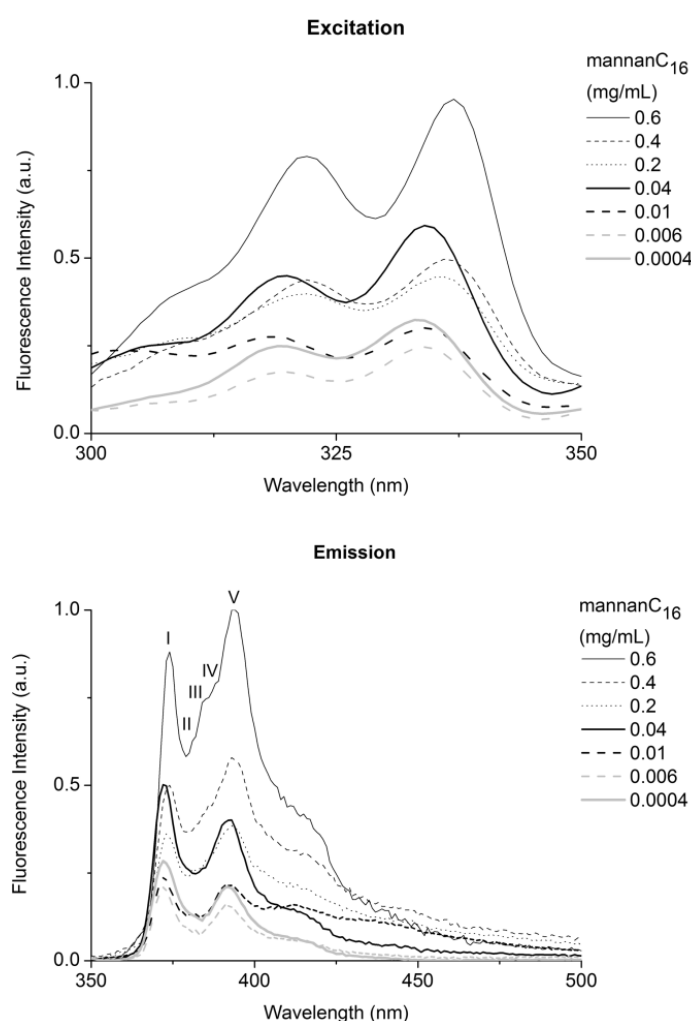 Excitation
mannanC16
(mg/mL)
0.6
0.4
0.2
0.04
0.01
0.006
0.0004
Fluorescence Intensity (a.u.)
1.0
0.5
0.0
300
325
350
Wavelength (nm)
Emission
mannanC16
(mg/mL)
0.6
0.4
0.2
0.04
0.01
0.006
0.0004
Fluorescence Intensity (a.u.)
1.0
0.5
0.0
I
II
III
IV
V
350
400
450
500
Wavelength (nm)